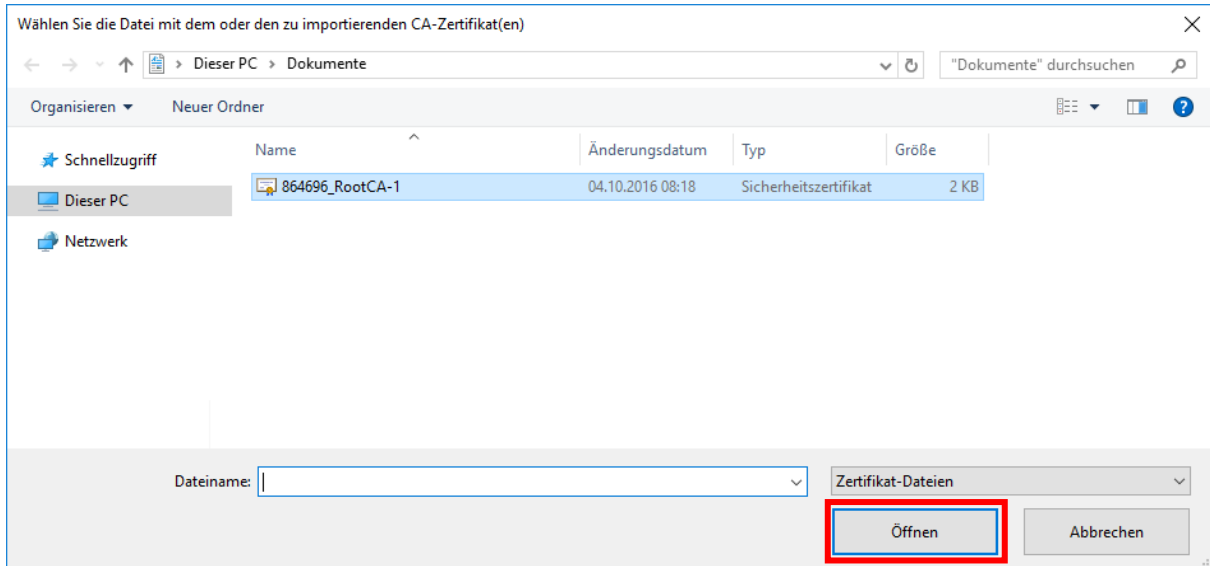 Wählen Sie die Datei mit dem oder den zu importierenden CA-Zertifikat(en)
Dieser PC > Dokumente
"Dokumente" durchsuchen
Organisieren
Neuer Ordner
Schnellzugriff
Dieser PC
Netzwerk
Name Änderungsdatum Typ Größe
864696_RootCA-1 04.10.2016 08:18 Sicherheitszertifikat 2 KB
Dateiname:
Zertifikat-Dateien
Öffnen
Abbrechen